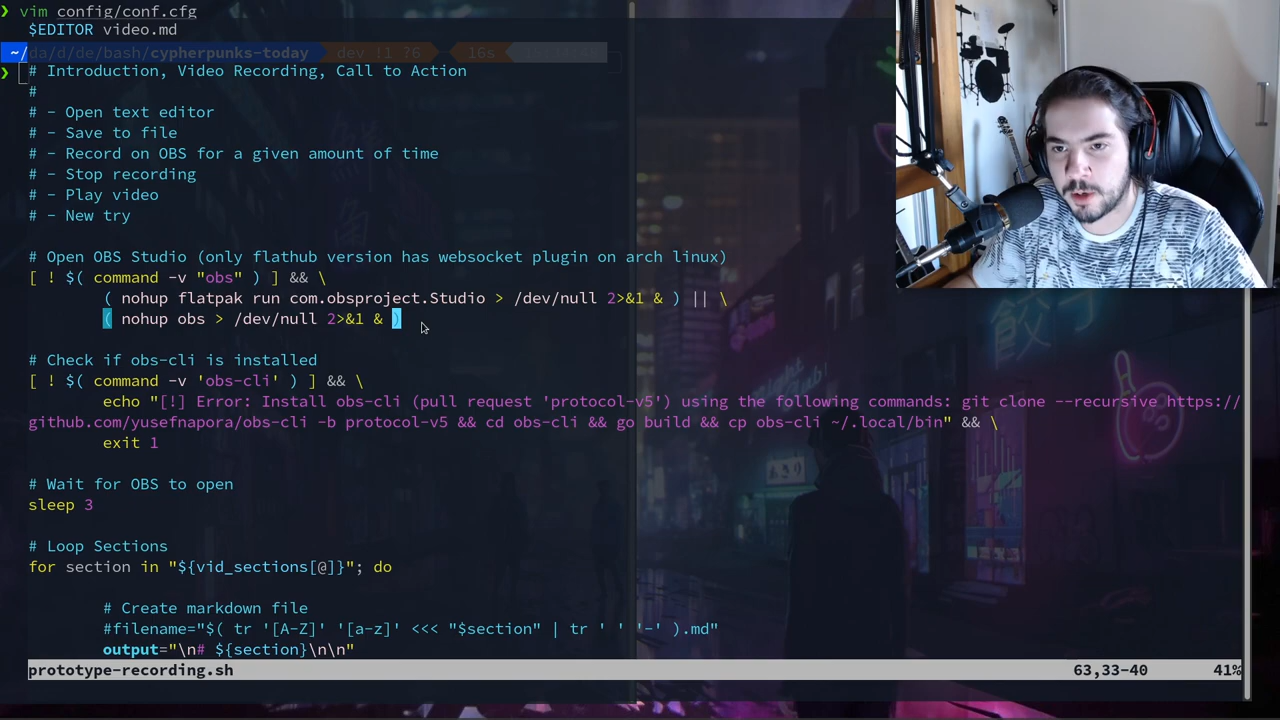 ❯ vim config/conf.cfg
$EDITOR video.md
~/da/d/de/bash/cypherpunks-today dev !1 ?6 16s
❯ # Introduction, Video Recording, Call to Action
#
# - Open text editor
# - Save to file
# - Record on OBS for a given amount of time
# - Stop recording
# - Play video
# - New try
# Open OBS Studio (only flathub version has websocket plugin on arch linux)
[ ! $( command -v "obs" ) ] && \
( nohup flatpak run com.obsproject.Studio > /dev/null 2>&1 & ) || \
( nohup obs > /dev/null 2>&1 & )
# Check if obs-cli is installed
[ ! $( command -v 'obs-cli' ) ] && \
echo "[!] Error: Install obs-cli (pull request 'protocol-v5') using the following commands: git clone --recursive https://
github.com/yusefnapora/obs-cli -b protocol-v5 && cd obs-cli && go build && cp obs-cli ~/.local/bin" && \
exit 1
# Wait for OBS to open
sleep 3
# Loop Sections
for section in "${vid_sections[@]}"; do
# Create markdown file
#filename="$( tr '[A-Z]' '[a-z]' <<< "$section" | tr ' ' '-' ).md"
output="\n# ${section}\n\n"
prototype-recording.sh 63,33-40 41%